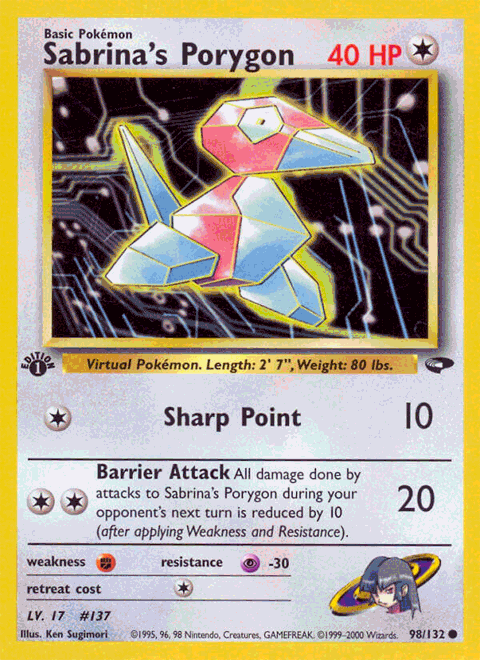 Basic Pokémon
Sabrina's Porygon 40 HP
EDITION
1
Virtual Pokémon. Length: 2' 7", Weight: 80 lbs.
Sharp Point 10
Barrier Attack All damage done by
attacks to Sabrina's Porygon during your
opponent's next turn is reduced by 10
(after applying Weakness and Resistance).
20
weakness resistance -30
retreat cost
LV. 17 #137
Illus. Ken Sugimori ©1995, 96, 98 Nintendo, Creatures, GAMEFREAK. ©1999-2000 Wizards. 98/132